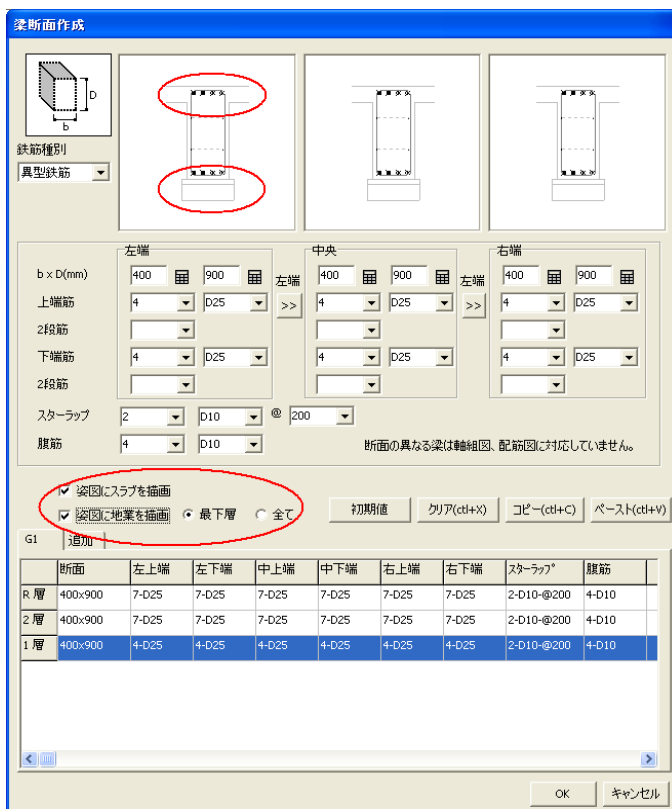 梁断面作成
D
b
鉄筋種別
異型鉄筋
左端 中央 右端
b x D(mm) 400 900 左端 400 900 左端 400 900
上端筋 4 D25 >> 4 D25 >> 4 D25
2段筋
下端筋 4 D25 4 D25 4 D25
2段筋
スターラップ 2 D10 @ 200
腹筋 4 D10 断面の異なる梁は軸組図、配筋図に対応していません。
姿図にスラブを描画
姿図に地業を描画 最下層 全て 初期値 クリア(ctl+X) コピー(ctl+C) ペースト(ctl+V)
G1 追加
断面 左上端 左下端 中上端 中下端 右上端 右下端 スターラップ 腹筋
R 層 400x900 7-D25 7-D25 7-D25 7-D25 7-D25 7-D25 2-D10-@200 4-D10
2 層 400x900 7-D25 7-D25 7-D25 7-D25 7-D25 7-D25 2-D10-@200 4-D10
1 層 400x900 4-D25 4-D25 4-D25 4-D25 4-D25 4-D25 2-D10-@200 4-D10
OK キャンセル